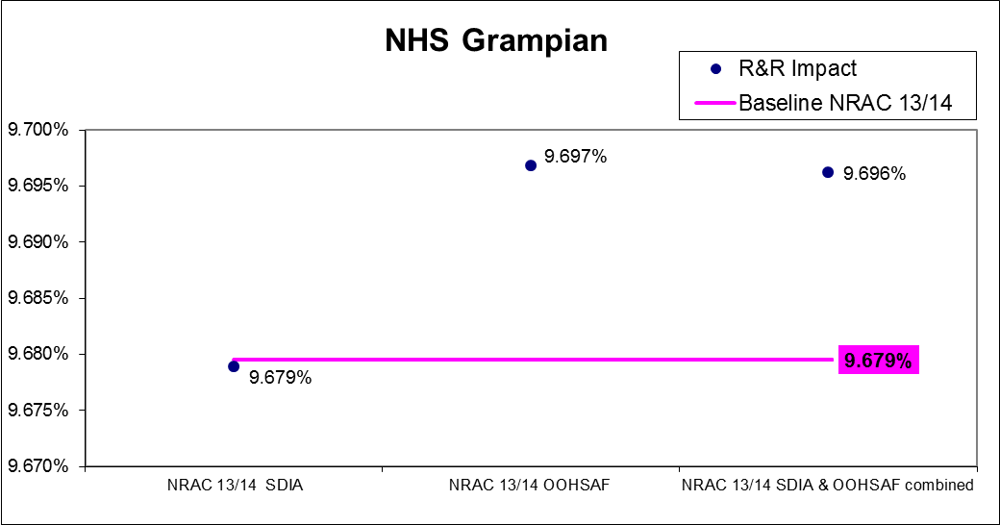 NHS Grampian
R&R Impact
Baseline NRAC 13/14
9.700%
9.697%
9.696%
9.695%
9.690%
9.685%
9.680%
9.679%
9.679%
9.675%
9.670%
NRAC 13/14 SDIA
NRAC 13/14 OOHSAF
NRAC 13/14 SDIA & OOHSAF combined